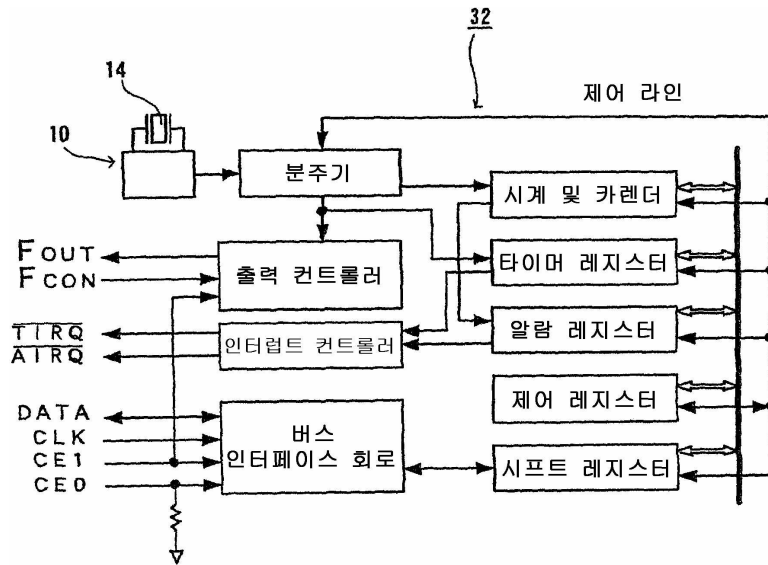 32
14
제어 라인
10
분주기
시계 및 카렌더
FOUT
FCON
출력 컨트롤러
타이머 레지스터
TIRQ
AIRQ
인터럽트 컨트롤러
알람 레지스터
제어 레지스터
DATA
CLK
CE1
CE0
버스
인터페이스 회로
시프트 레지스터